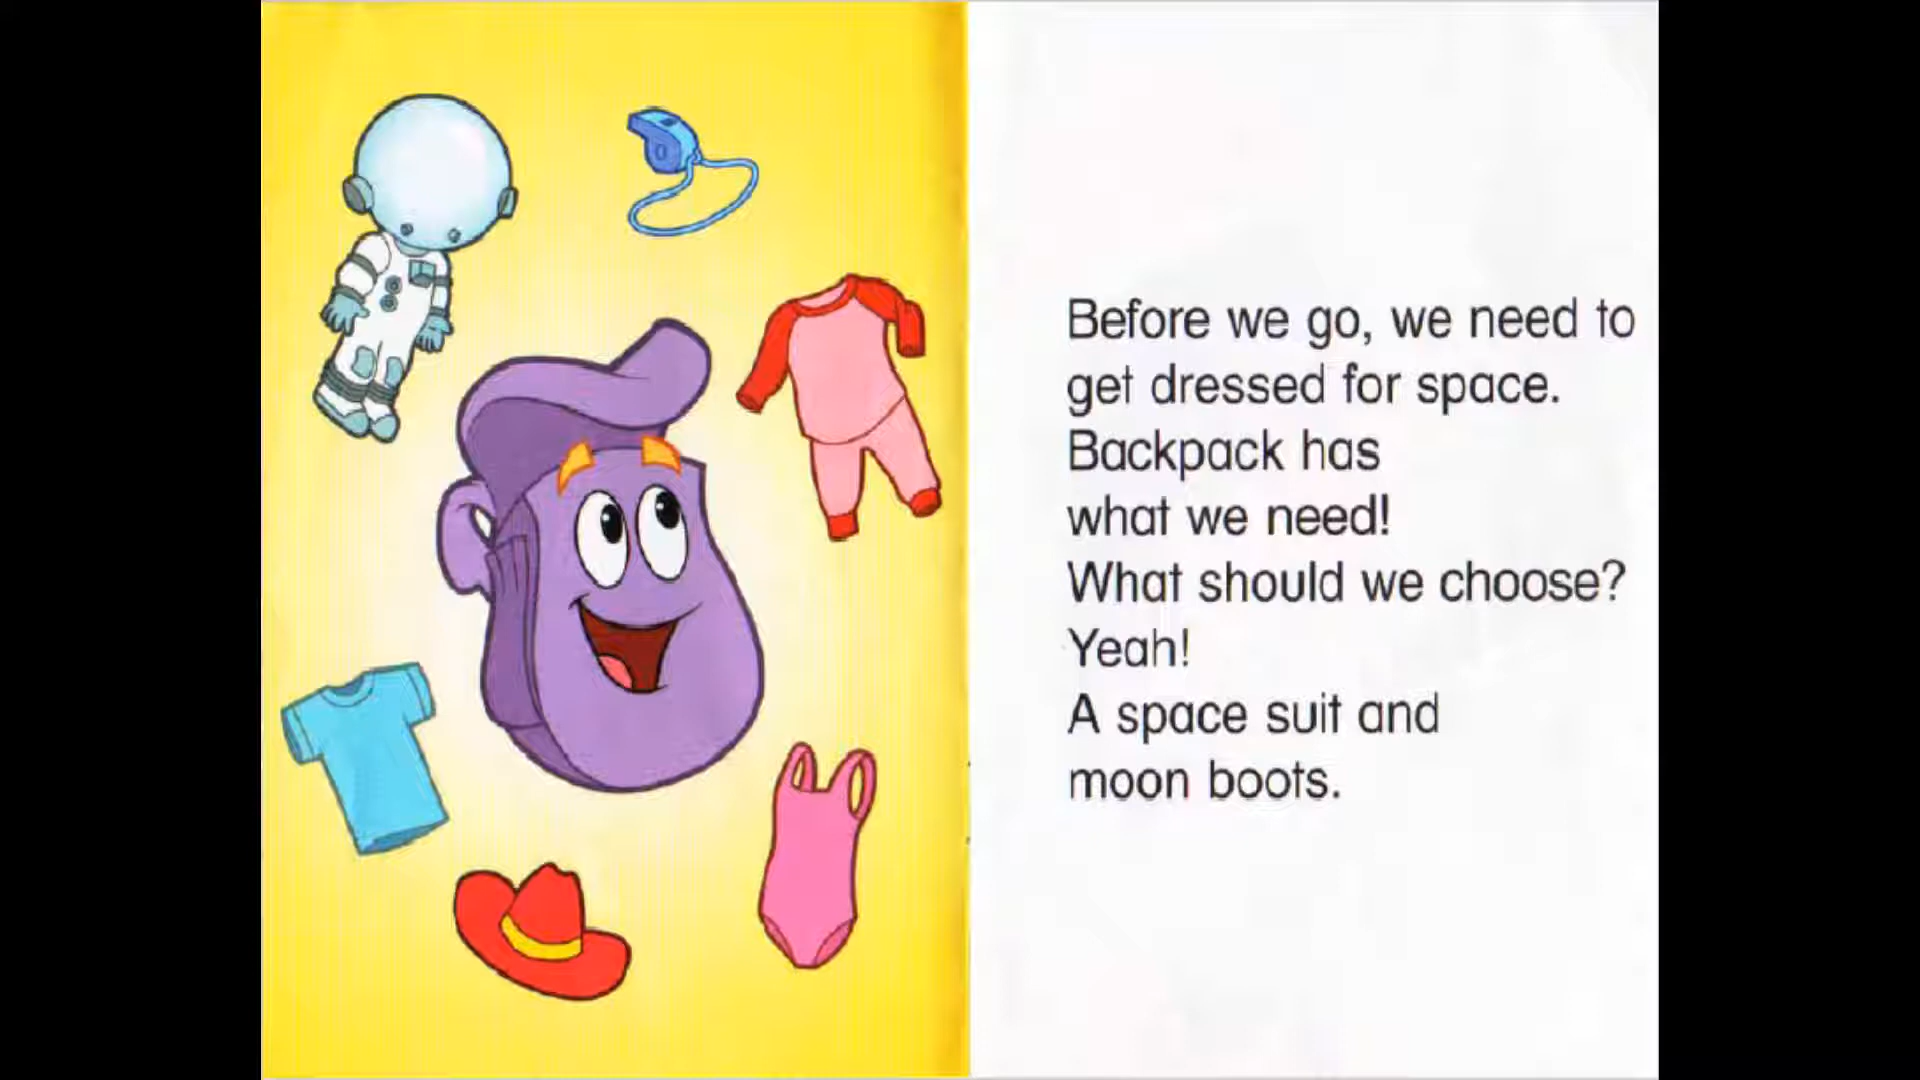 Before we go, we need to
get dressed for space.
Backpack has
what we need!
What should we choose?
Yeah!
A space suit and
moon boots.